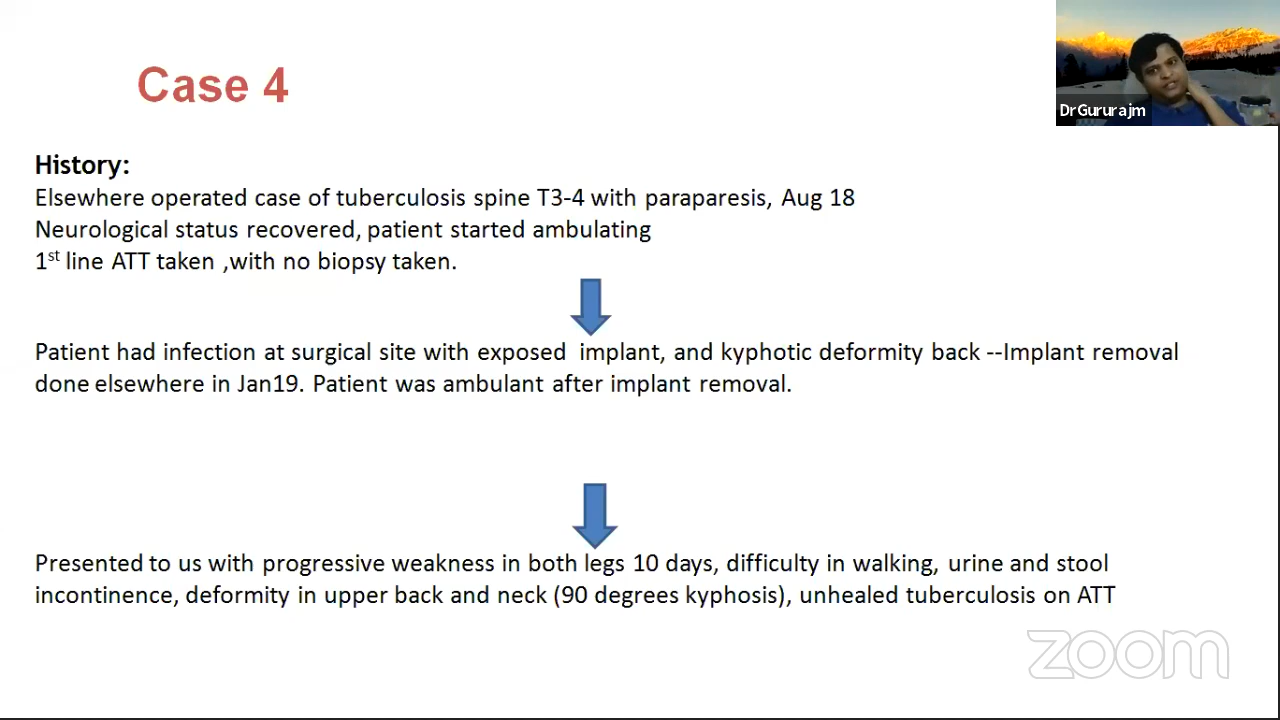 Case 4
DrGururajm
History:
Elsewhere operated case of tuberculosis spine T3-4 with paraparesis, Aug 18
Neurological status recovered, patient started ambulating
1st line ATT taken ,with no biopsy taken.
Patient had infection at surgical site with exposed implant, and kyphotic deformity back --Implant removal
done elsewhere in Jan19. Patient was ambulant after implant removal.
Presented to us with progressive weakness in both legs 10 days, difficulty in walking, urine and stool
incontinence, deformity in upper back and neck (90 degrees kyphosis), unhealed tuberculosis on ATT
zoom